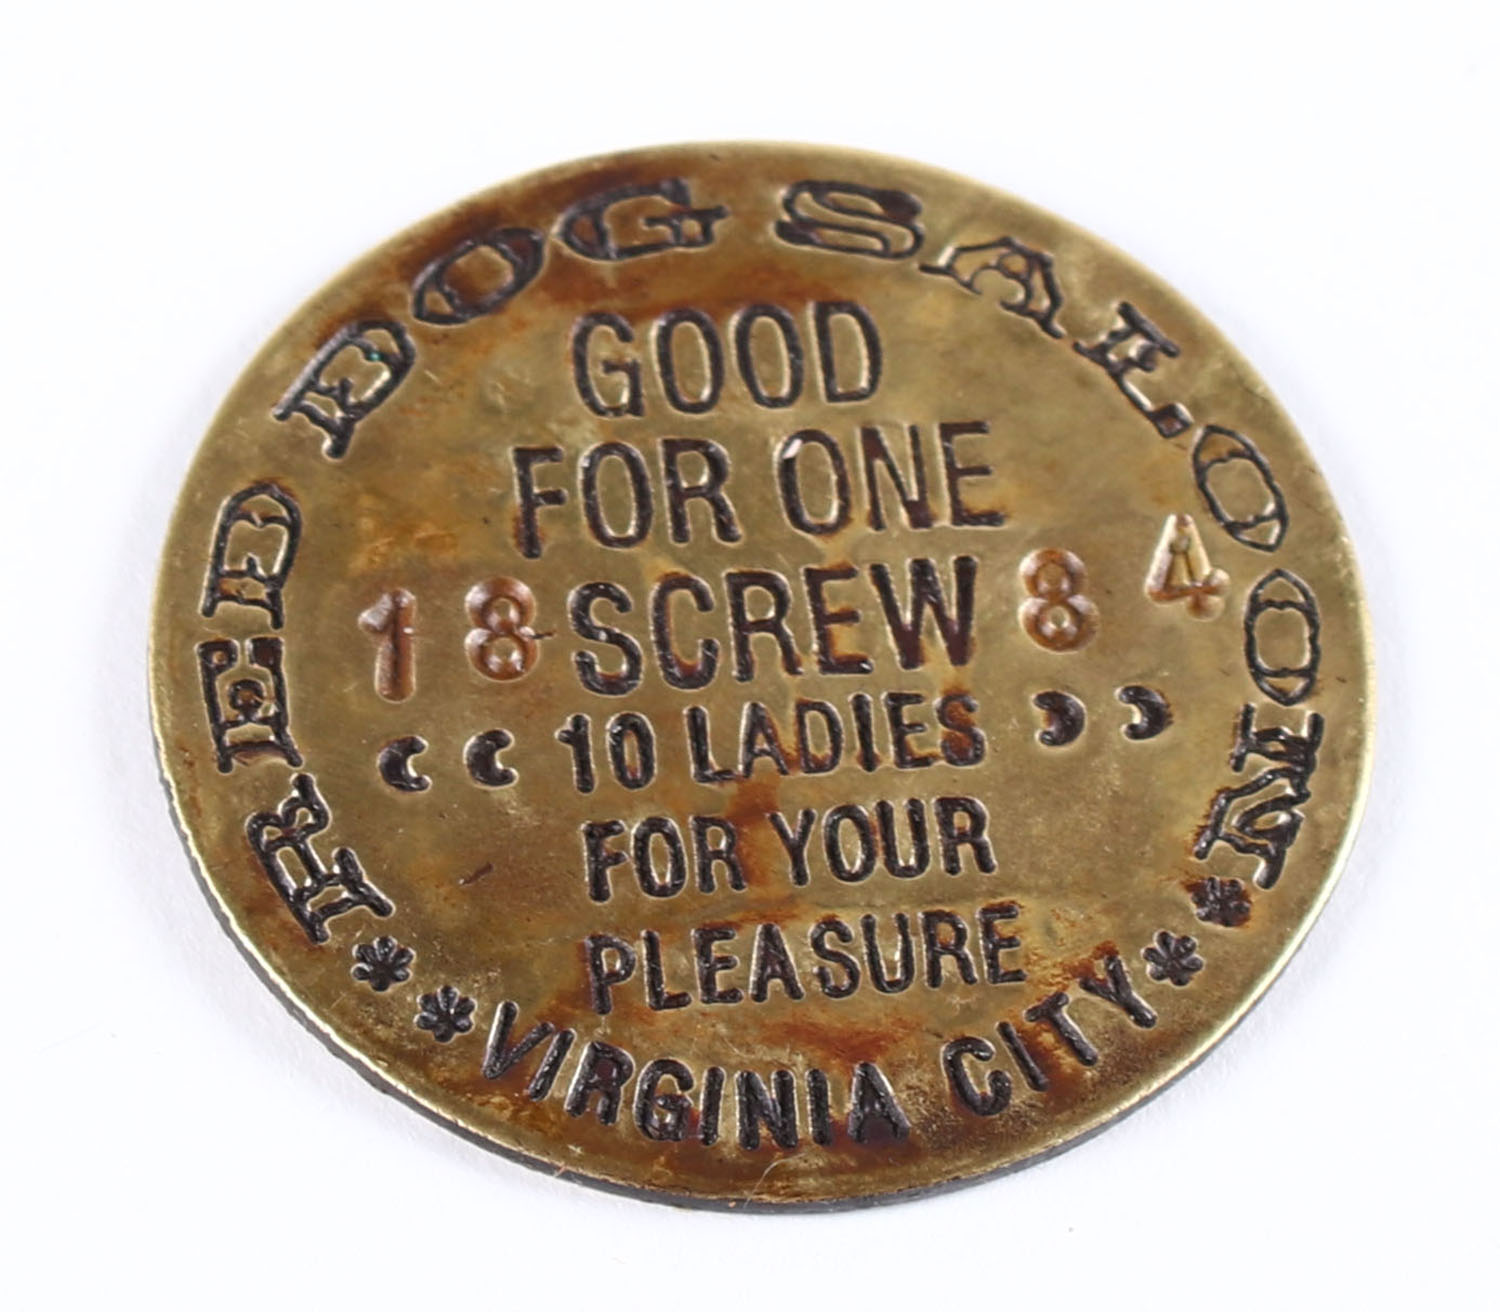 RED DOG SALOON
GOOD
FOR ONE
18 SCREW 84
10 LADIES
FOR YOUR
PLEASURE
VIRGINIA CITY